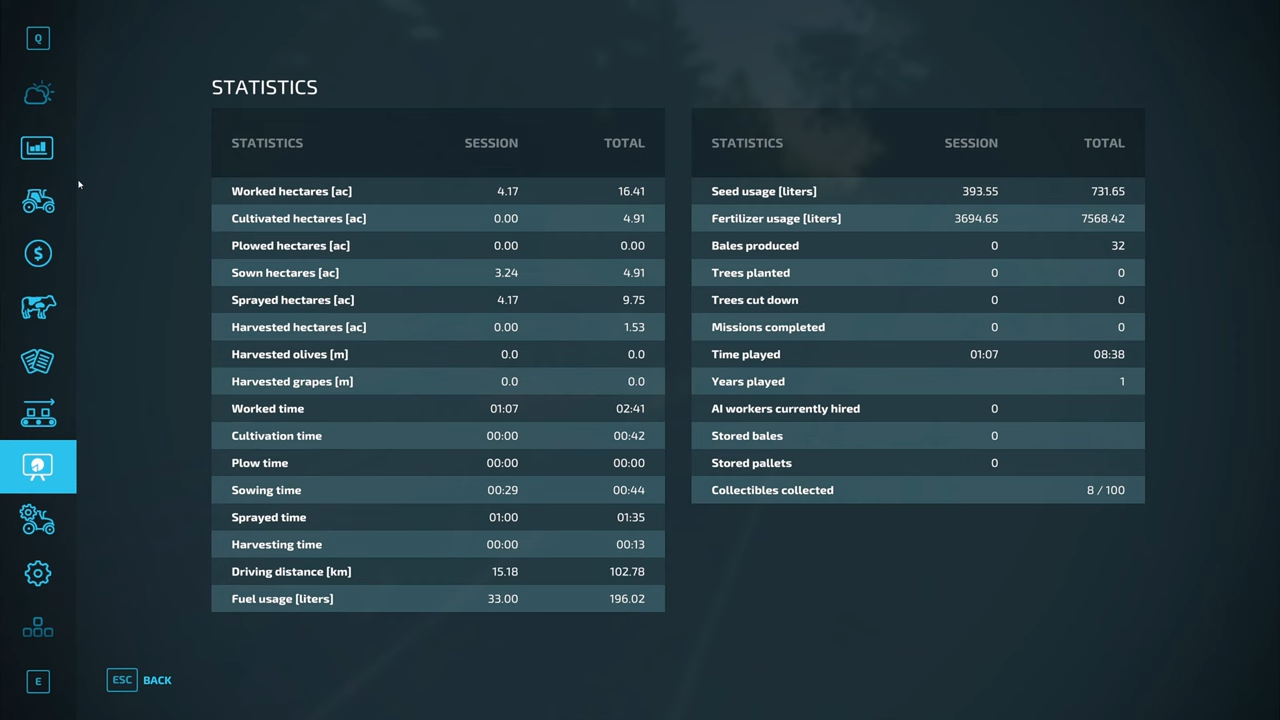 Q
STATISTICS
STATISTICS SESSION TOTAL
Worked hectares [ac] 4.17 16.41
Cultivated hectares [ac] 0.00 4.91
Plowed hectares [ac] 0.00 0.00
Sown hectares [ac] 3.24 4.91
Sprayed hectares [ac] 4.17 9.75
Harvested hectares [ac] 0.00 1.53
Harvested olives [m] 0.0 0.0
Harvested grapes [m] 0.0 0.0
Worked time 01:07 02:41
Cultivation time 00:00 00:42
Plow time 00:00 00:00
Sowing time 00:29 00:44
Sprayed time 01:00 01:35
Harvesting time 00:00 00:13
Driving distance [km] 15.18 102.78
Fuel usage [liters] 33.00 196.02
STATISTICS SESSION TOTAL
Seed usage [liters] 393.55 731.65
Fertilizer usage [liters] 3694.65 7568.42
Bales produced 0 32
Trees planted 0 0
Trees cut down 0 0
Missions completed 0 0
Time played 01:07 08:38
Years played 1
AI workers currently hired 0
Stored bales 0
Stored pallets 0
Collectibles collected 8 / 100
$
E
ESC BACK